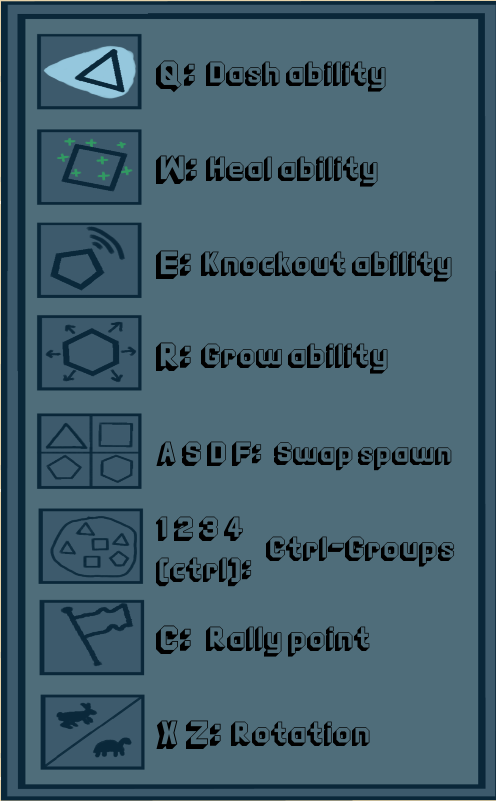 Q: Dash ability
W: Heal ability
E: Knockout ability
R: Grow ability
A S D F: Swap spawn
1 2 3 4
(ctrl): Ctrl-Groups
C: Rally point
X Z: Rotation